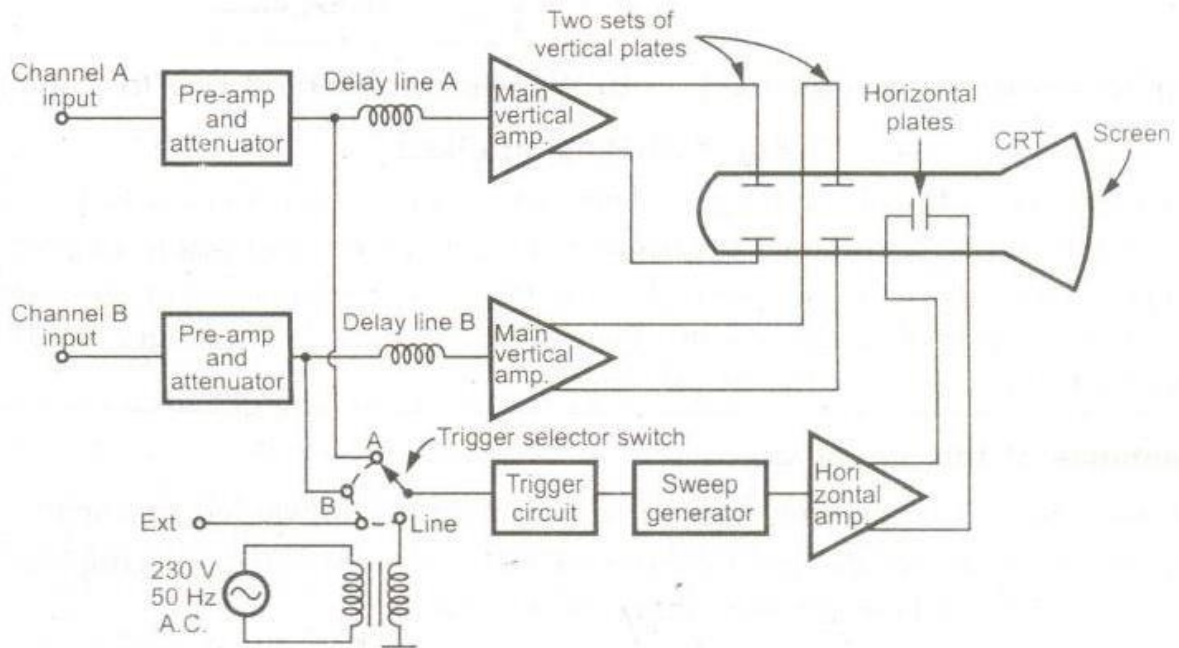 Two sets of
vertical plates
Channel A
input
Pre-amp
and
attenuator
Delay line A
Main
vertical
amp.
Horizontal
plates
CRT
Screen
Channel B
input
Pre-amp
and
attenuator
Delay line B
Main
vertical
amp.
A
Trigger selector switch
B
Ext
Line
Trigger
circuit
Sweep
generator
Hori
zontal
amp.
230 V
50 Hz
A.C.